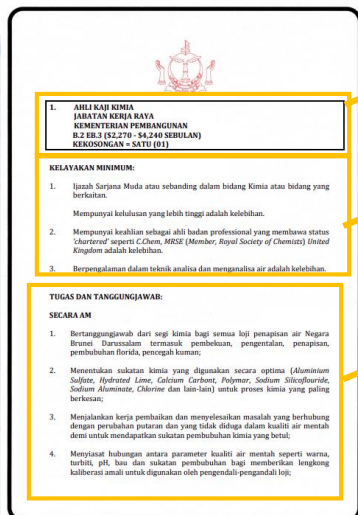 1. AHLI KAJI KIMIA
JABATAN KERJA RAYA
KEMENTERIAN PEMBANGUNAN
B.2 EB.3 ($2,270 - $4,240 SEBULAN)
KEKOSONGAN = SATU (01)
KELAYAKAN MINIMUM:
1. Ijazah Sarjana Muda atau sebanding dalam bidang Kimia atau bidang yang
berkaitan.
Mempunyai kelulusan yang lebih tinggi adalah kelebihan.
2. Mempunyai keahlian sebagai ahli badan professional yang membawa status
'chartered' seperti C.Chem, MRSE (Member, Royal Society of Chemists) United
Kingdom adalah kelebihan.
3. Berpengalaman dalam teknik analisa dan menganalisa air adalah kelebihan.
TUGAS DAN TANGGUNGJAWAB:
SECARA AM
1. Bertanggungjawab dari segi kimia bagi semua loji penapisan air Negara
Brunei Darussalam termasuk pembekuan, pengentalan, penapisan,
pembubuhan florida, pencegah kuman;
2. Menentukan sukatan kimia yang digunakan secara optima (Aluminium
Sulfate, Hydrated Lime, Calcium Carbont, Polymar, Sodium Silicaflouride,
Sodium Aluminate, Chlorine dan lain-lain) untuk proses kimia yang paling
berkesan;
3. Menjalankan kerja pembaikan dan menyelesaikan masalah yang berhubung
dengan perubahan putaran dan yang tidak diduga dalam kualiti air mentah
demi untuk mendapatkan sukatan pembubuhan kimia yang betul;
4. Menyiasat hubungan antara parameter kualiti air mentah seperti warna,
turbiti, pH, bau dan sukatan pembubuhan bagi memberikan lengkong
kaliberasi amali untuk digunakan oleh pengendali-pengandali loji;